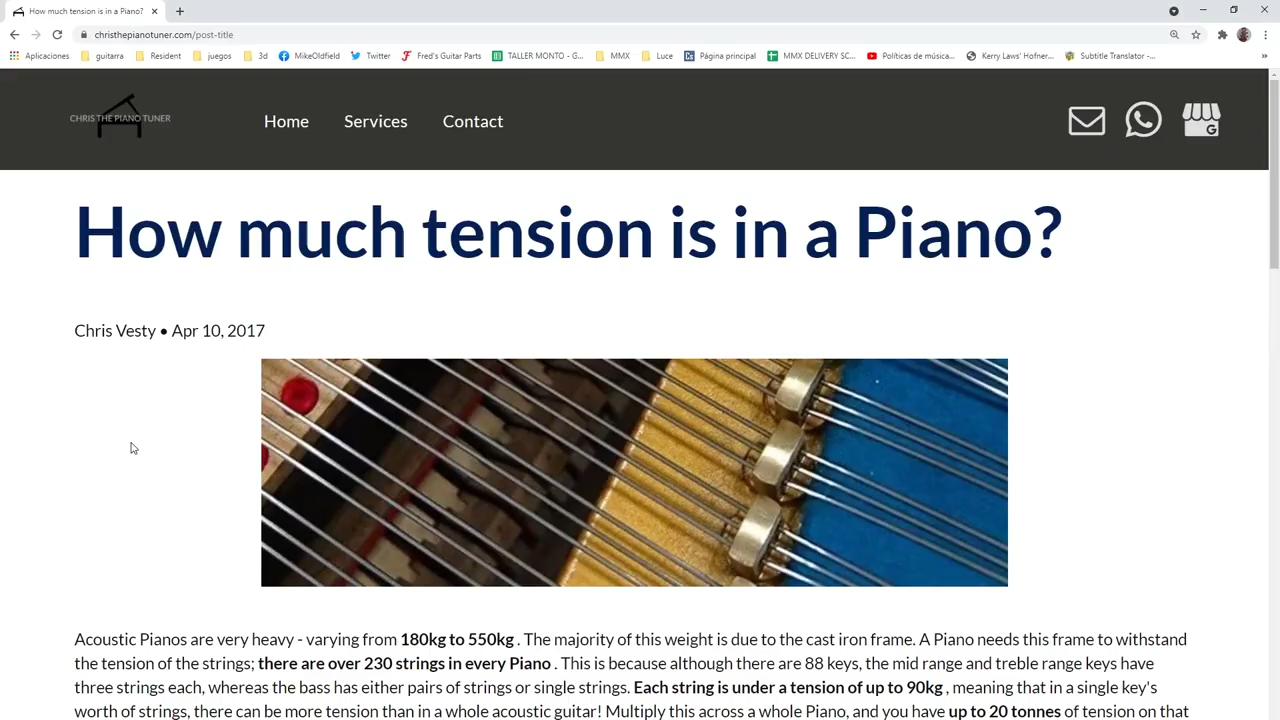 How much tension is in a Piano?
christhepianotuner.com/post-title
Aplicaciones guitarra Resident juegos 3d MikeOldfield Twitter Fred's Guitar Parts TALLER MONTO - G... MMX Luce Página principal MMX DELIVERY SC... Políticas de música... Kerry Laws' Hofner... Subtitle Translator -...
CHRIS THE PIANO TUNER
Home Services Contact
G
How much tension is in a Piano?
Chris Vesty • Apr 10, 2017
Acoustic Pianos are very heavy - varying from 180kg to 550kg . The majority of this weight is due to the cast iron frame. A Piano needs this frame to withstand
the tension of the strings; there are over 230 strings in every Piano . This is because although there are 88 keys, the mid range and treble range keys have
three strings each, whereas the bass has either pairs of strings or single strings. Each string is under a tension of up to 90kg , meaning that in a single key's
worth of strings, there can be more tension than in a whole acoustic guitar! Multiply this across a whole Piano, and you have up to 20 tonnes of tension on that